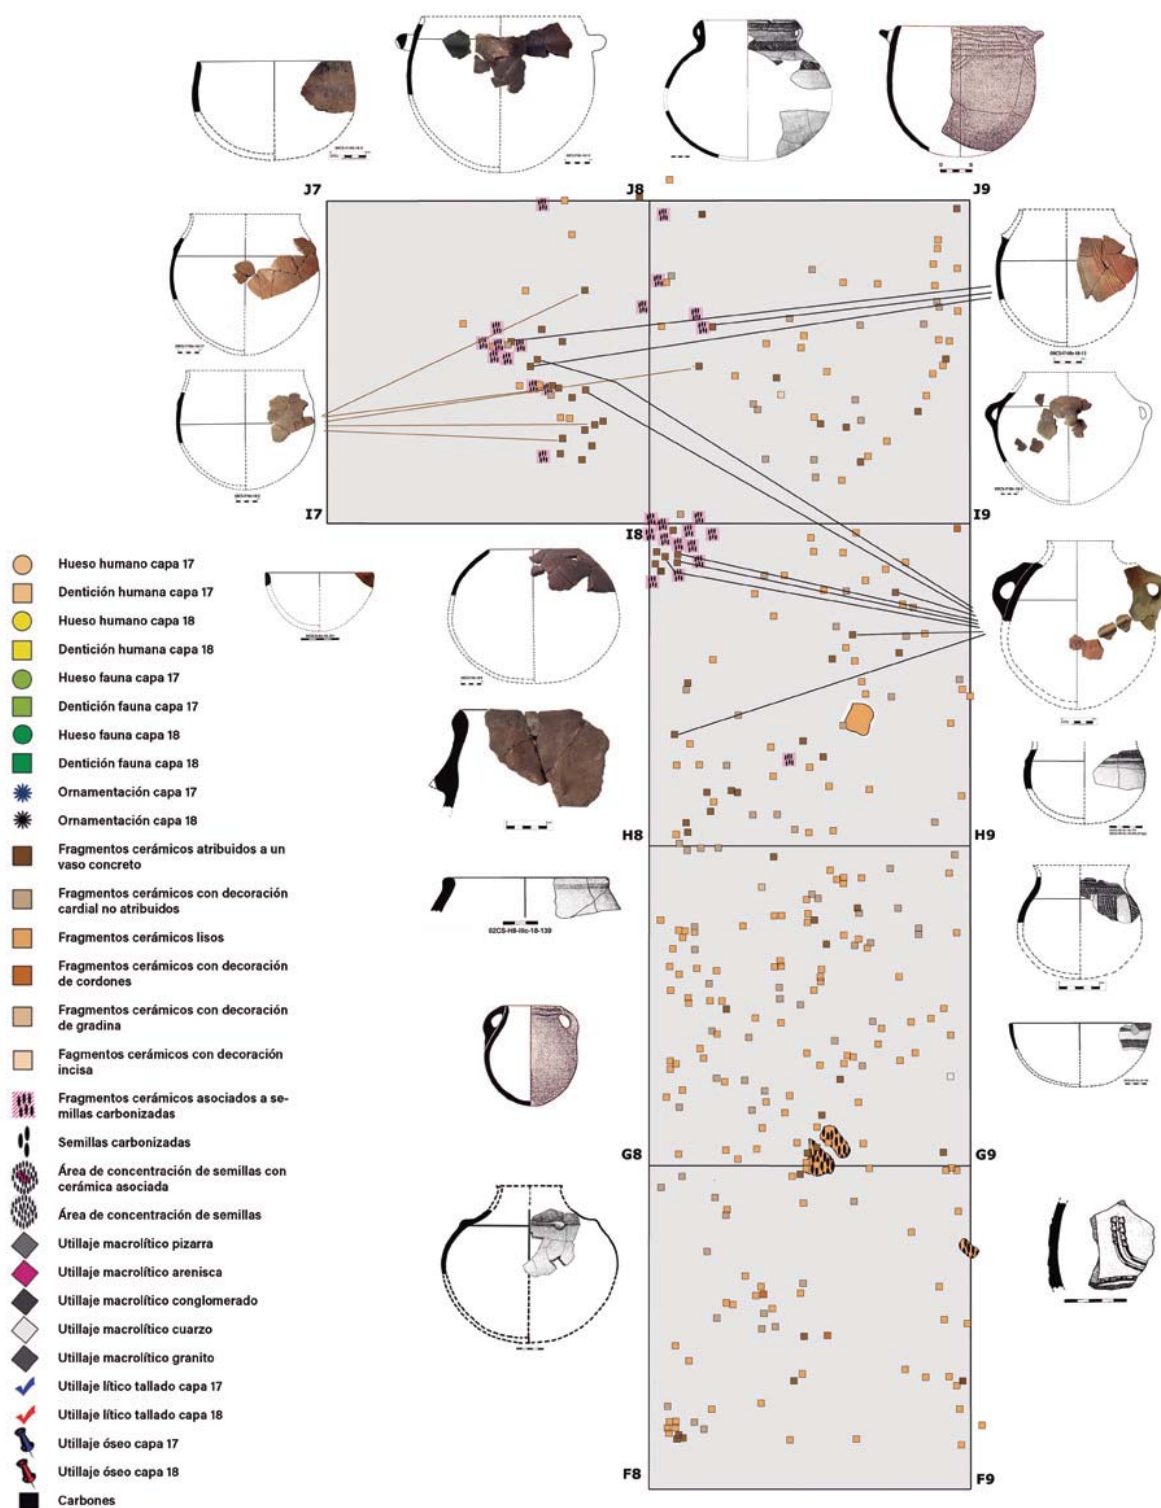 J7
J8
J9
I7
I8
I9
Hueso humano capa 17
Dentición humana capa 17
Hueso humano capa 18
Dentición humana capa 18
Hueso fauna capa 17
Dentición fauna capa 17
Hueso fauna capa 18
Dentición fauna capa 18
Ornamentación capa 17
Ornamentación capa 18
Fragmentos cerámicos atribuidos a un
vaso concreto
Fragmentos cerámicos con decoración
cardial no atribuidos
Fragmentos cerámicos lisos
Fragmentos cerámicos con decoración
de cordones
Fragmentos cerámicos con decoración
de gradina
Fagmentos cerámicos con decoración
incisa
Fragmentos cerámicos asociados a se-
millas carbonizadas
Semillas carbonizadas
Área de concentración de semillas con
cerámica asociada
Área de concentración de semillas
Utillaje macrolítico pizarra
Utillaje macrolítico arenisca
Utillaje macrolítico conglomerado
Utillaje macrolítico cuarzo
Utillaje macrolítico granito
Utillaje lítico tallado capa 17
Utillaje lítico tallado capa 18
Utillaje óseo capa 17
Utillaje óseo capa 18
Carbones
H8
H9
02CS-H8-IIIc-18-139
G8
G9
F8
F9